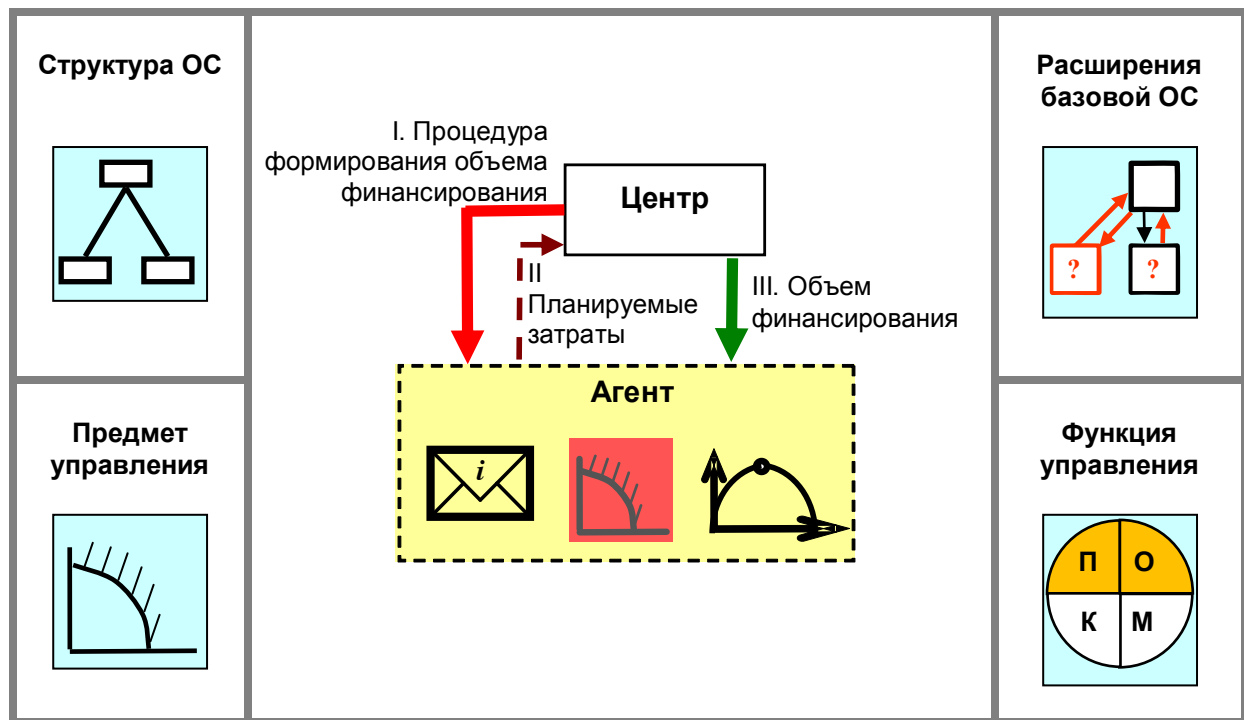 Структура ОС
I. Процедура
формирования объема
финансирования
Центр
II
Планируемые
затраты
III. Объем
финансирования
Агент
i
Расширения
базовой ОС
?
?
Предмет
управления
Функция
управления
П О
К М